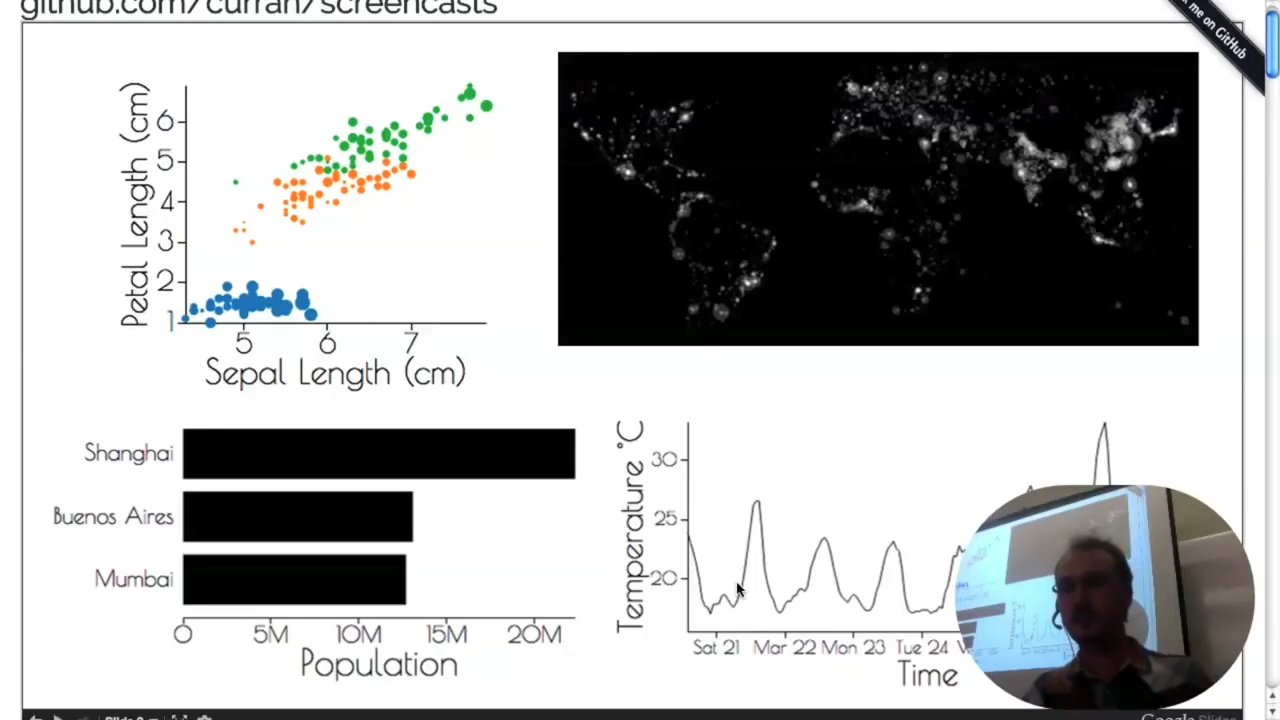 github.com/curran/screencasts
k me on GitHub
Petal Length (cm)
6
5
4
3
2
1
5 6 7
Sepal Length (cm)
Shanghai
Buenos Aires
Mumbai
0 5M 10M 15M 20M
Population
Temperature °C
30
25
20
Sat 21 Mar 22 Mon 23 Tue 24
Time
Google Slides